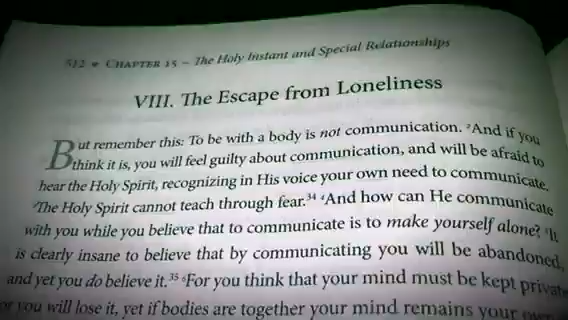 512 • CHAPTER 15 – The Holy Instant and Special Relationships
VIII. The Escape from Loneliness
But remember this: To be with a body is not communication. ²And if you
think it is, you will feel guilty about communication, and will be afraid to
hear the Holy Spirit, recognizing in His voice your own need to communicate.
³The Holy Spirit cannot teach through fear.³⁴ ⁴And how can He communicate
with you while you believe that to communicate is to make yourself alone? ⁵It
is clearly insane to believe that by communicating you will be abandoned,
and yet you do believe it.³⁵ ⁶For you think that your mind must be kept private
or you will lose it, yet if bodies are together your mind remains your own